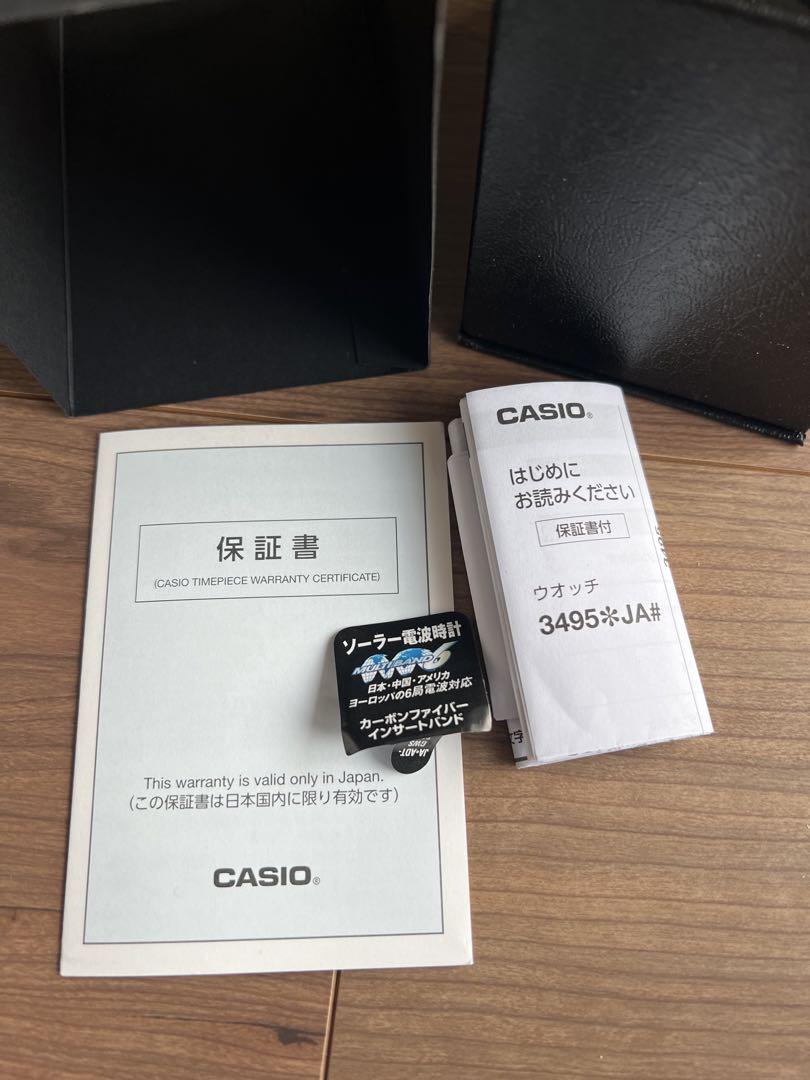 保証書
(CASIO TIMEPIECE WARRANTY CERTIFICATE)
This warranty is valid only in Japan.
(この保証書は日本国内に限り有効です)
CASIO®
ソーラー電波時計
MULTIBAND 6
日本・中国・アメリカ
ヨーロッパの6局電波対応
カーボンファイバー
インサートバンド
JA•ADT-
GWS
CASIO®
はじめに
お読みください
保証書付
ウオッチ
3495＊JA#